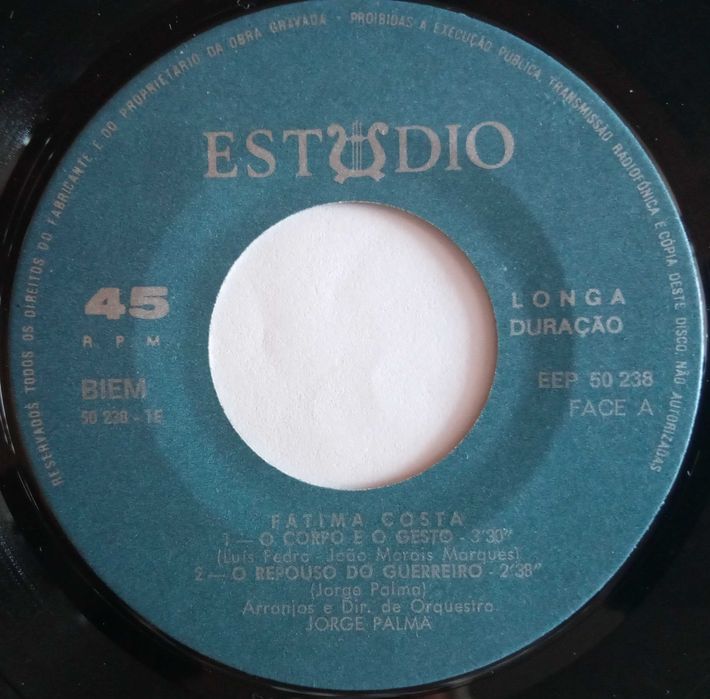 RESERVADOS TODOS OS DIREITOS DO FABRICANTE E DO PROPRIETÁRIO DA OBRA GRAVADA - PROIBIDAS A EXECUÇÃO PÚBLICA, TRANSMISSÃO RADIOFÓNICA E CÓPIA DESTE DISCO, NÃO AUTORIZADAS
ESTUDIO
45
RPM
BIEM
50 238 - 1E
LONGA
DURAÇÃO
EEP 50 238
FACE A
FÁTIMA COSTA
1 — O CORPO E O GESTO - 3'30"
(Luís Pedro - João Morais Marques)
2 — O REPOUSO DO GUERREIRO - 2'38"
(Jorge Palma)
Arranjos e Dir. de Orquestra
JORGE PALMA